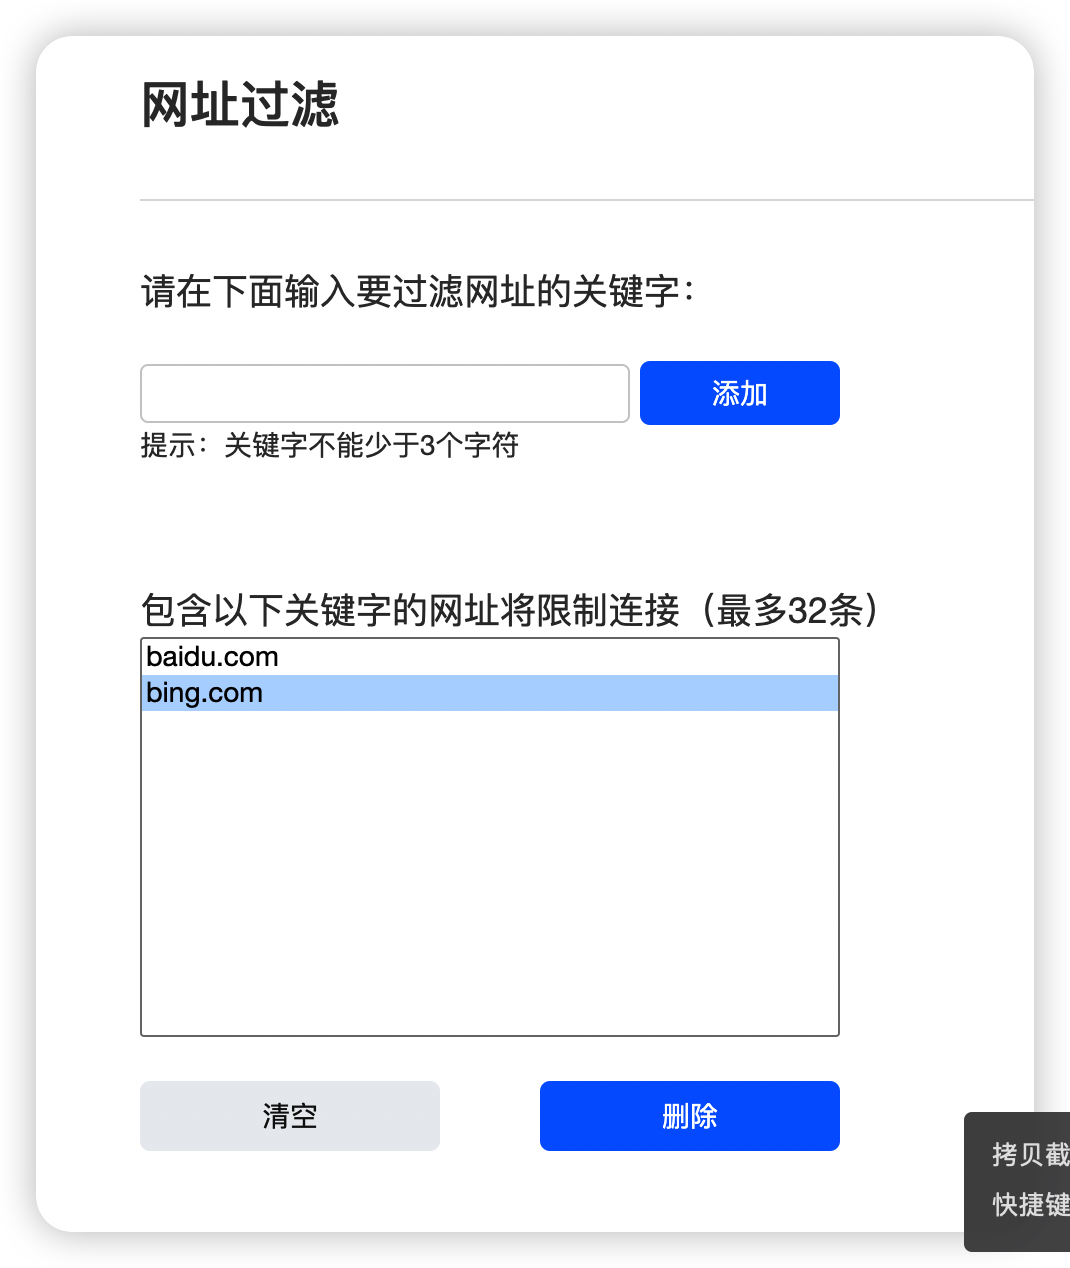 网址过滤
请在下面输入要过滤网址的关键字：
添加
提示：关键字不能少于3个字符
包含以下关键字的网址将限制连接（最多32条）
baidu.com
bing.com
清空
删除
拷贝截
快捷键